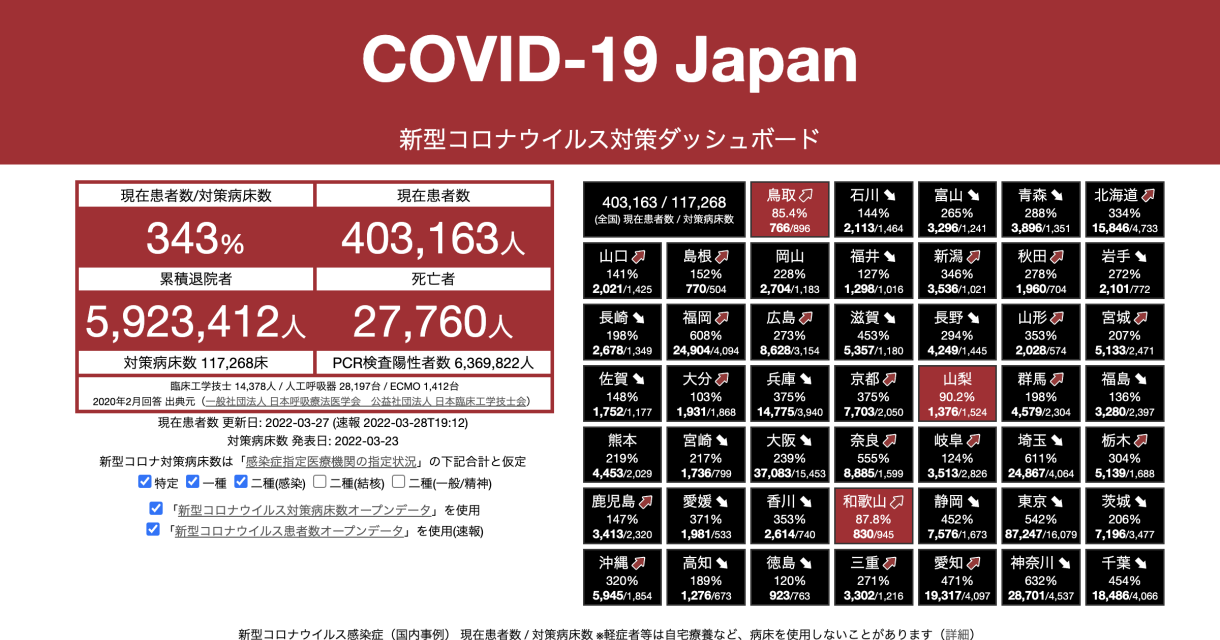 COVID-19 Japan
新型コロナウイルス対策ダッシュボード
現在患者数/対策病床数
現在患者数
343%
403,163人
累積退院者
死亡者
5,923,412人
27,760人
対策病床数 117,268床
PCR検査陽性者数 6,369,822人
臨床工学技士 14,378人 / 人工呼吸器 28,197台 / ECMO 1,412台
2020年2月回答 出典元（一般社団法人 日本呼吸療法医学会　公益社団法人 日本臨床工学技士会）
現在患者数 更新日: 2022-03-27 (速報 2022-03-28T19:12)
対策病床数 発表日: 2022-03-23
新型コロナ対策病床数は「感染症指定医療機関の指定状況」の下記合計と仮定
特定 一種 二種(感染) 二種(結核) 二種(一般/精神)
「新型コロナウイルス対策病床数オープンデータ」を使用
「新型コロナウイルス患者数オープンデータ」を使用(速報)
403,163 / 117,268
(全国) 現在患者数 / 対策病床数
鳥取
85.4%
766/896
石川
144%
2,113/1,464
富山
265%
3,296/1,241
青森
288%
3,896/1,351
北海道
334%
15,846/4,733
山口
141%
2,021/1,425
島根
152%
770/504
岡山
228%
2,704/1,183
福井
127%
1,298/1,016
新潟
346%
3,536/1,021
秋田
278%
1,960/704
岩手
272%
2,101/772
長崎
198%
2,678/1,349
福岡
608%
24,904/4,094
広島
273%
8,628/3,154
滋賀
453%
5,357/1,180
長野
294%
4,249/1,445
山形
353%
2,028/574
宮城
207%
5,133/2,471
佐賀
148%
1,752/1,177
大分
103%
1,931/1,868
兵庫
375%
14,775/3,940
京都
375%
7,703/2,050
山梨
90.2%
1,376/1,524
群馬
198%
4,579/2,304
福島
136%
3,280/2,397
熊本
219%
4,453/2,029
宮崎
217%
1,736/799
大阪
239%
37,083/15,453
奈良
555%
8,885/1,599
岐阜
124%
3,513/2,826
埼玉
611%
24,867/4,064
栃木
304%
5,139/1,688
鹿児島
147%
3,413/2,320
愛媛
371%
1,981/533
香川
353%
2,614/740
和歌山
87.8%
830/945
静岡
452%
7,576/1,673
東京
542%
87,247/16,079
茨城
206%
7,196/3,477
沖縄
320%
5,945/1,854
高知
189%
1,276/673
徳島
120%
923/763
三重
271%
3,302/1,216
愛知
471%
19,317/4,097
神奈川
632%
28,701/4,537
千葉
454%
18,486/4,066
新型コロナウイルス感染症（国内事例） 現在患者数 / 対策病床数 ※軽症者等は自宅療養など、病床を使用しないことがあります（詳細）